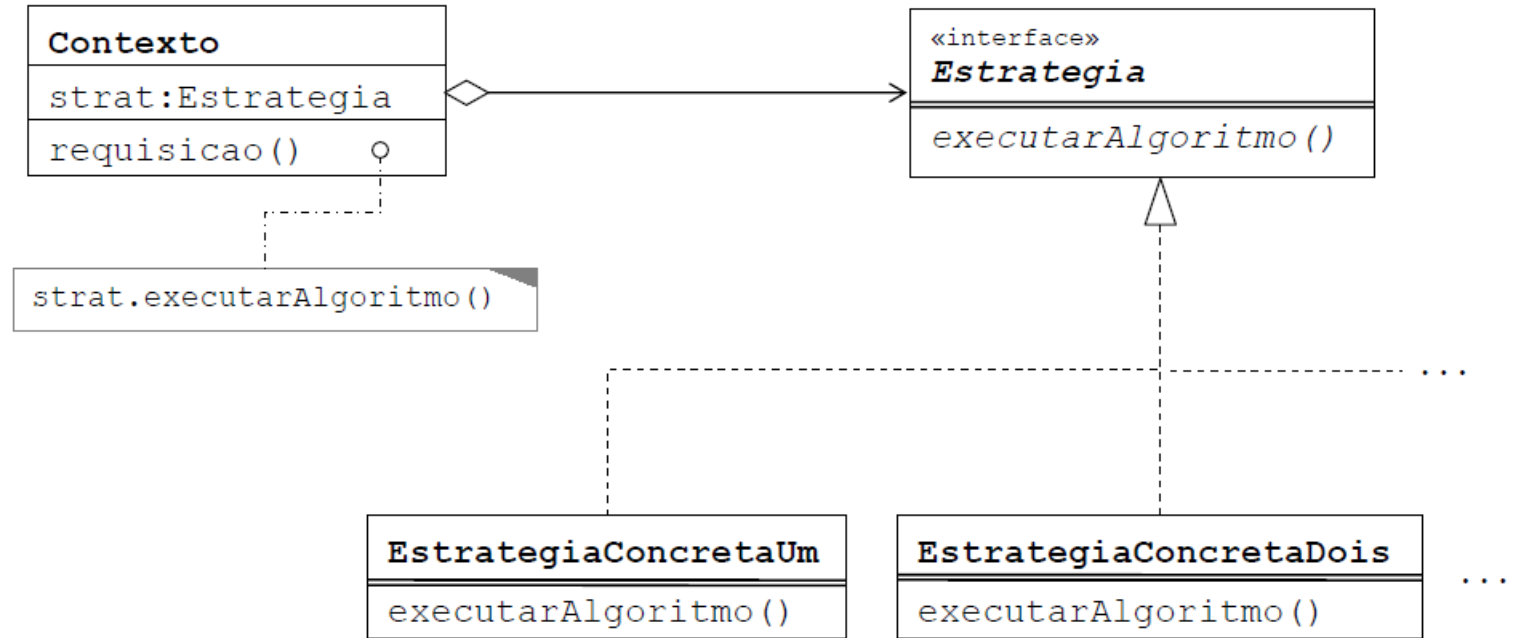 Contexto
strat:Estrategia
requisicao()
strat.executarAlgoritmo()
«interface»
Estrategia
executarAlgoritmo()
...
EstrategiaConcretaUm
executarAlgoritmo()
EstrategiaConcretaDois
executarAlgoritmo()
...